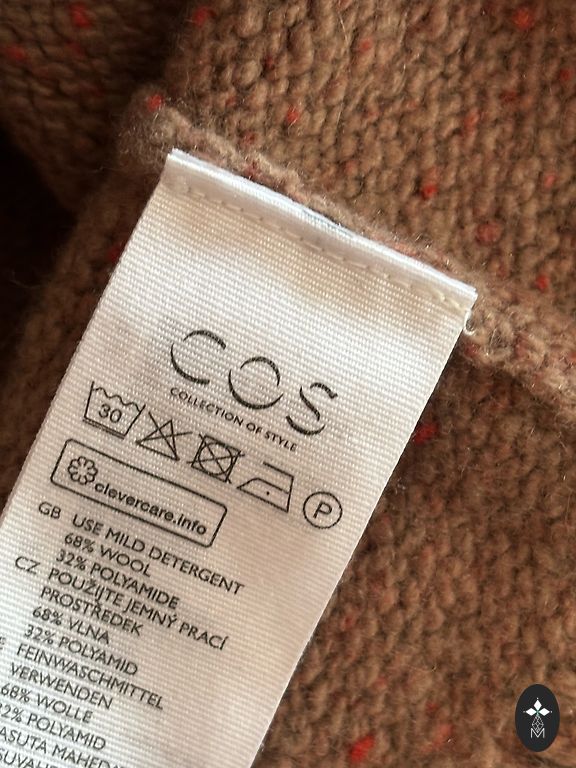 COS
COLLECTION OF STYLE
30
P
clevercare.info
GB USE MILD DETERGENT
68% WOOL
32% POLYAMIDE
CZ POUŽIJTE JEMNÝ PRACÍ
PROSTŘEDEK
68% VLNA
32% POLYAMID
FEINWASCHMITTEL
VERWENDEN
68% WOLLE
32% POLYAMID
M